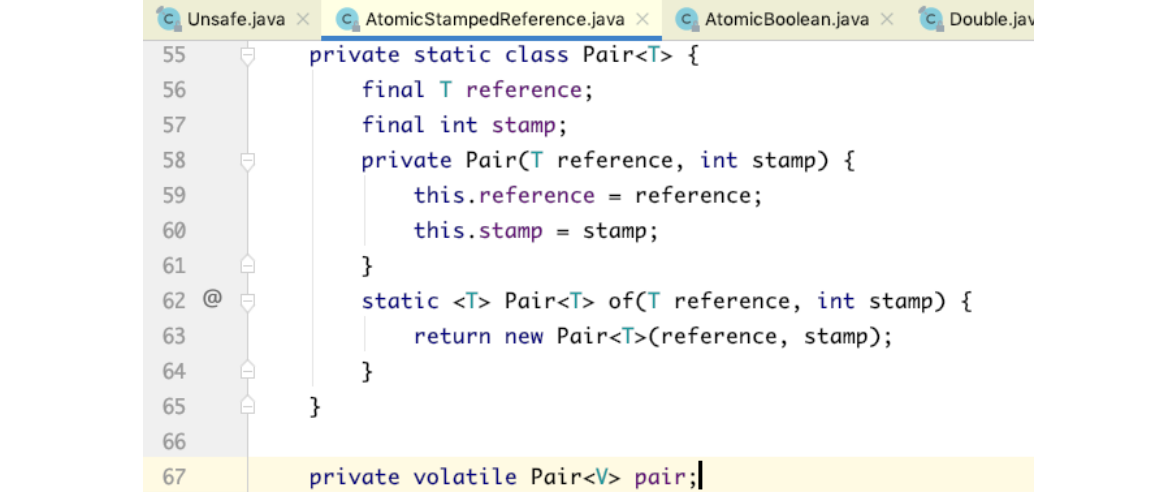 Unsafe.java AtomicStampedReference.java AtomicBoolean.java Double.jav
55 private static class Pair<T> {
56 final T reference;
57 final int stamp;
58 private Pair(T reference, int stamp) {
59 this.reference = reference;
60 this.stamp = stamp;
61 }
62 @ static <T> Pair<T> of(T reference, int stamp) {
63 return new Pair<T>(reference, stamp);
64 }
65 }
66
67 private volatile Pair<V> pair;